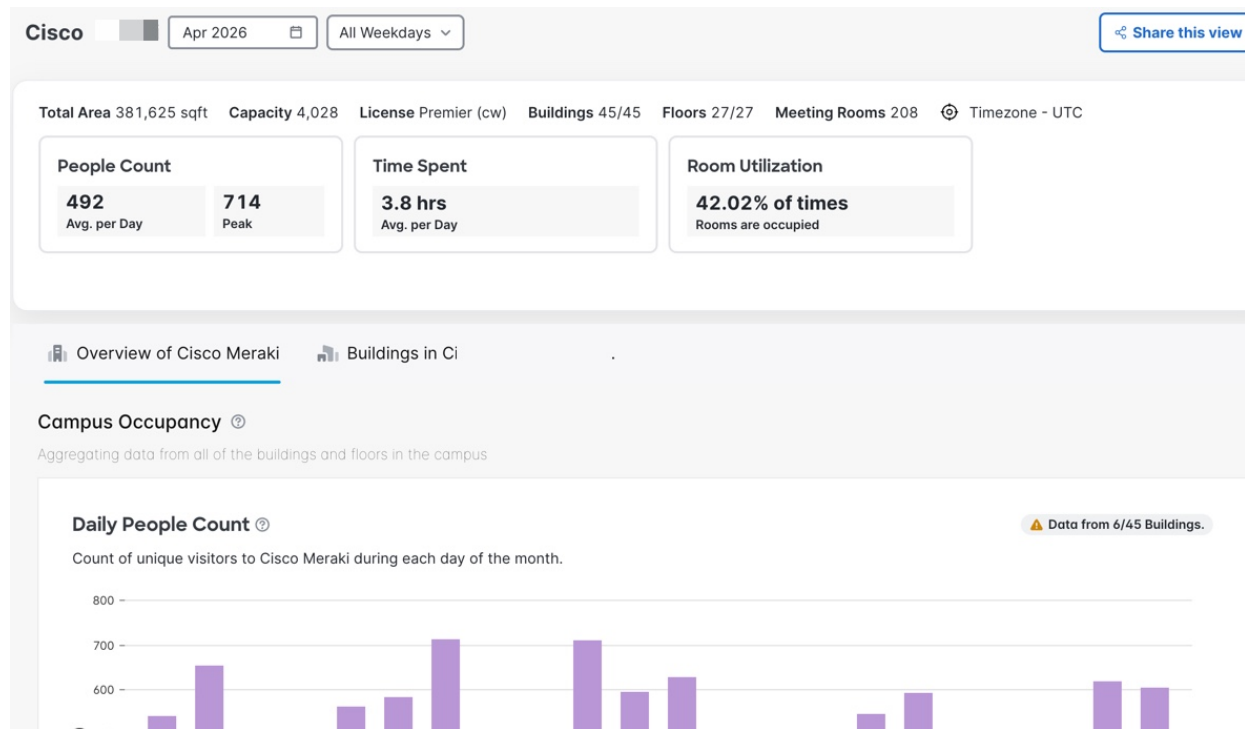 Cisco
Apr 2026
All Weekdays
Share this view
Total Area 381,625 sqft Capacity 4,028 License Premier (cw) Buildings 45/45 Floors 27/27 Meeting Rooms 208 Timezone - UTC
People Count
492
Avg. per Day
714
Peak
Time Spent
3.8 hrs
Avg. per Day
Room Utilization
42.02% of times
Rooms are occupied
Overview of Cisco Meraki
Buildings in Ci
Campus Occupancy
Aggregating data from all of the buildings and floors in the campus
Daily People Count
Data from 6/45 Buildings.
Count of unique visitors to Cisco Meraki during each day of the month.
800
700
600